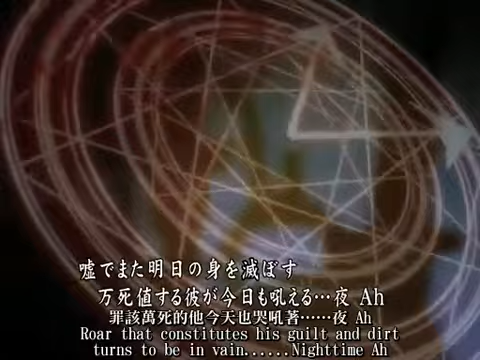 嘘でまた明日の身を滅ぼす
万死値する彼が今日も吼える…夜 Ah
罪該萬死的他今天也哭吼著……夜 Ah
Roar that constitutes his guilt and dirt
turns to be in vain......Nighttime Ah